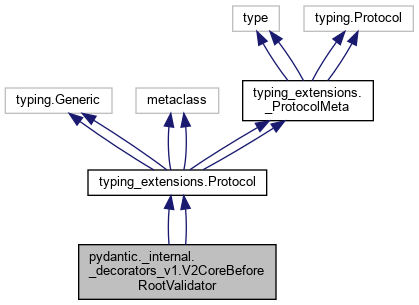 type
typing.Protocol
typing.Generic
metaclass
typing_extensions.
_ProtocolMeta
typing_extensions.Protocol
pydantic._internal.
_decorators_v1.V2CoreBefore
RootValidator